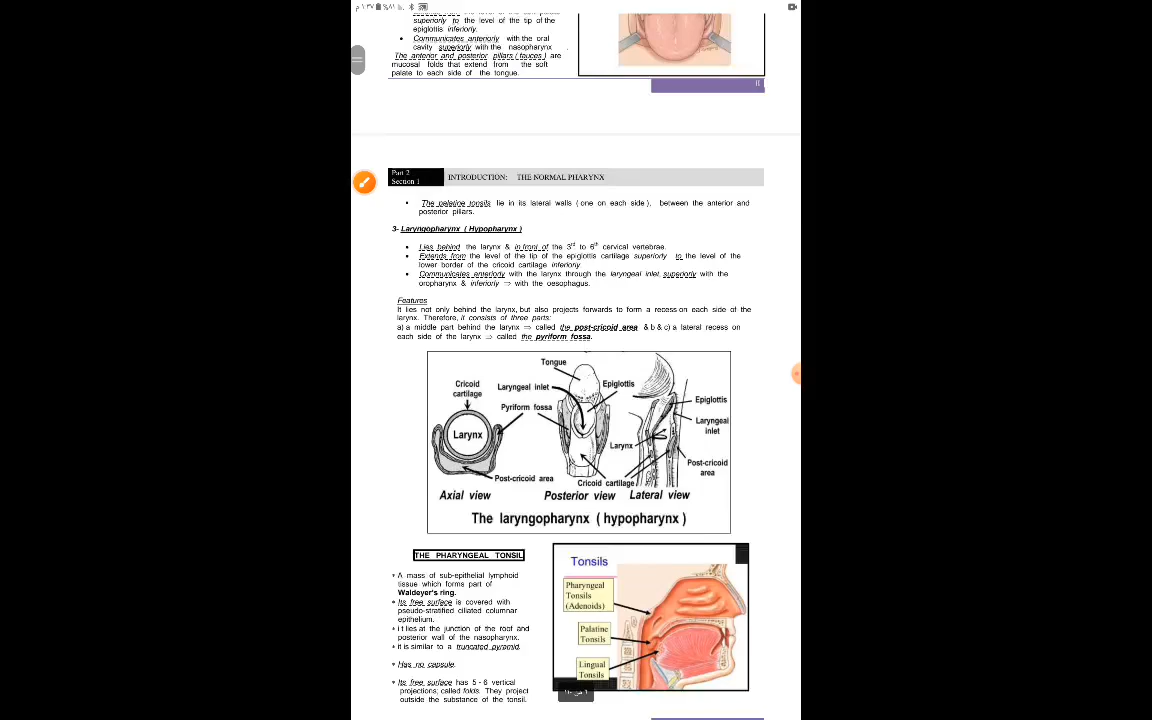 superiorly to the level of the tip of the
epiglottis inferiorly.
• Communicates anteriorly with the oral
cavity superiorly with the nasopharynx .
The anterior and posterior pillars ( fauces ) are
mucosal folds that extend from the soft
palate to each side of the tongue.
Part 2
Section 1
INTRODUCTION: THE NORMAL PHARYNX
• The palatine tonsils lie in its lateral walls ( one on each side ), between the anterior and
posterior pillars.
3- Laryngopharynx ( Hypopharynx )
• Lies behind the larynx & in front of the 3rd to 6th cervical vertebrae.
• Extends from the level of the tip of the epiglottis cartilage superiorly to the level of the
lower border of the cricoid cartilage inferiorly
• Communicates anteriorly with the larynx through the laryngeal inlet, superiorly with the
oropharynx & inferiorly ⇒ with the oesophagus.
Features
It lies not only behind the larynx, but also projects forwards to form a recess on each side of the
larynx. Therefore, it consists of three parts:
a) a middle part behind the larynx ⇒ called the post-cricoid area & b & c) a lateral recess on
each side of the larynx ⇒ called the pyriform fossa.
Tongue
Cricoid
cartilage
Laryngeal inlet
Epiglottis
Pyriform fossa
Epiglottis
Laryngeal
inlet
Larynx
Larynx
Post-cricoid
area
Post-cricoid area
Cricoid cartilage
Axial view
Posterior view
Lateral view
The laryngopharynx ( hypopharynx )
THE PHARYNGEAL TONSIL
* A mass of sub-epithelial lymphoid
tissue which forms part of
Waldeyer's ring.
* Its free surface is covered with
pseudo-stratified ciliated columnar
epithelium.
* it lies at the junction of the roof and
posterior wall of the nasopharynx.
* it is similar to a truncated pyramid.
* Has no capsule.
* Its free surface has 5 - 6 vertical
projections; called folds. They project
outside the substance of the tonsil.
Tonsils
Pharyngeal
Tonsils
(Adenoids)
Palatine
Tonsils
Lingual
Tonsils